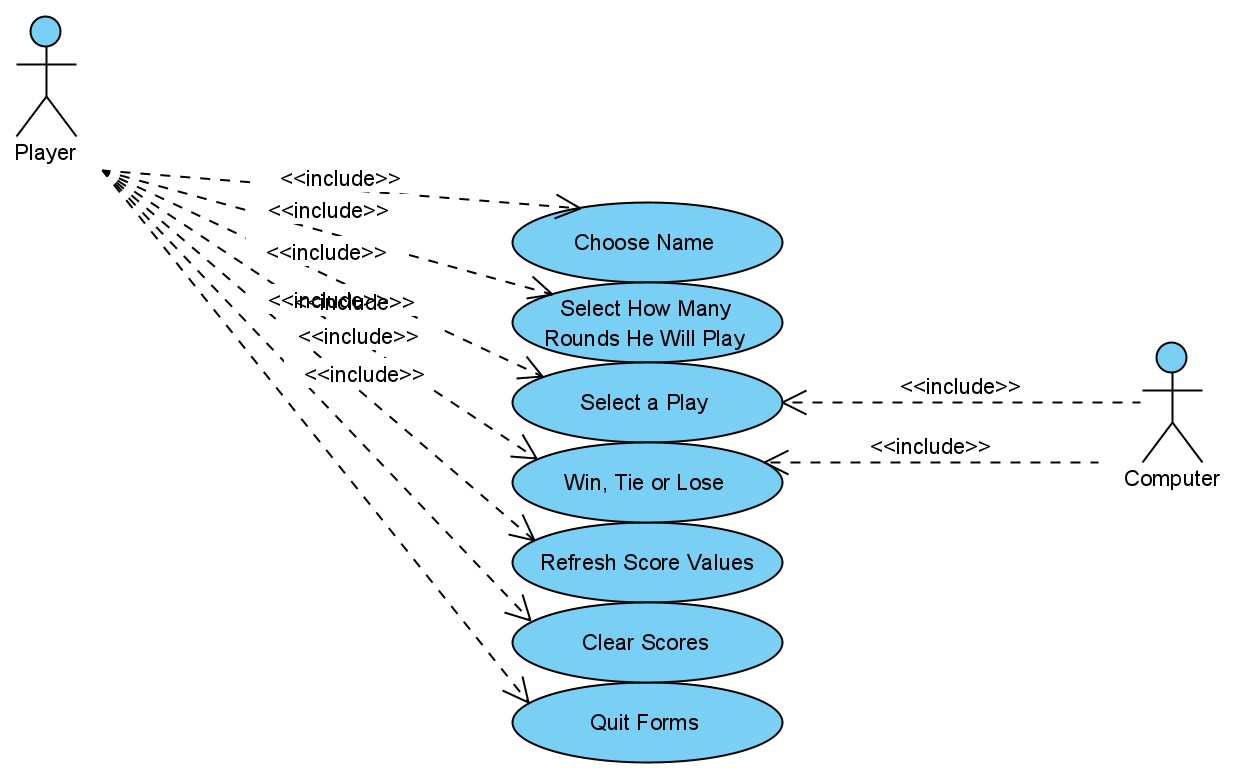 Player
<<include>>
<<include>>
Choose Name
<<include>>
<<include>>
<<include>>
Select How Many
Rounds He Will Play
<<include>>
<<include>>
Select a Play
<<include>>
<<include>>
Computer
Win, Tie or Lose
Refresh Score Values
Clear Scores
Quit Forms